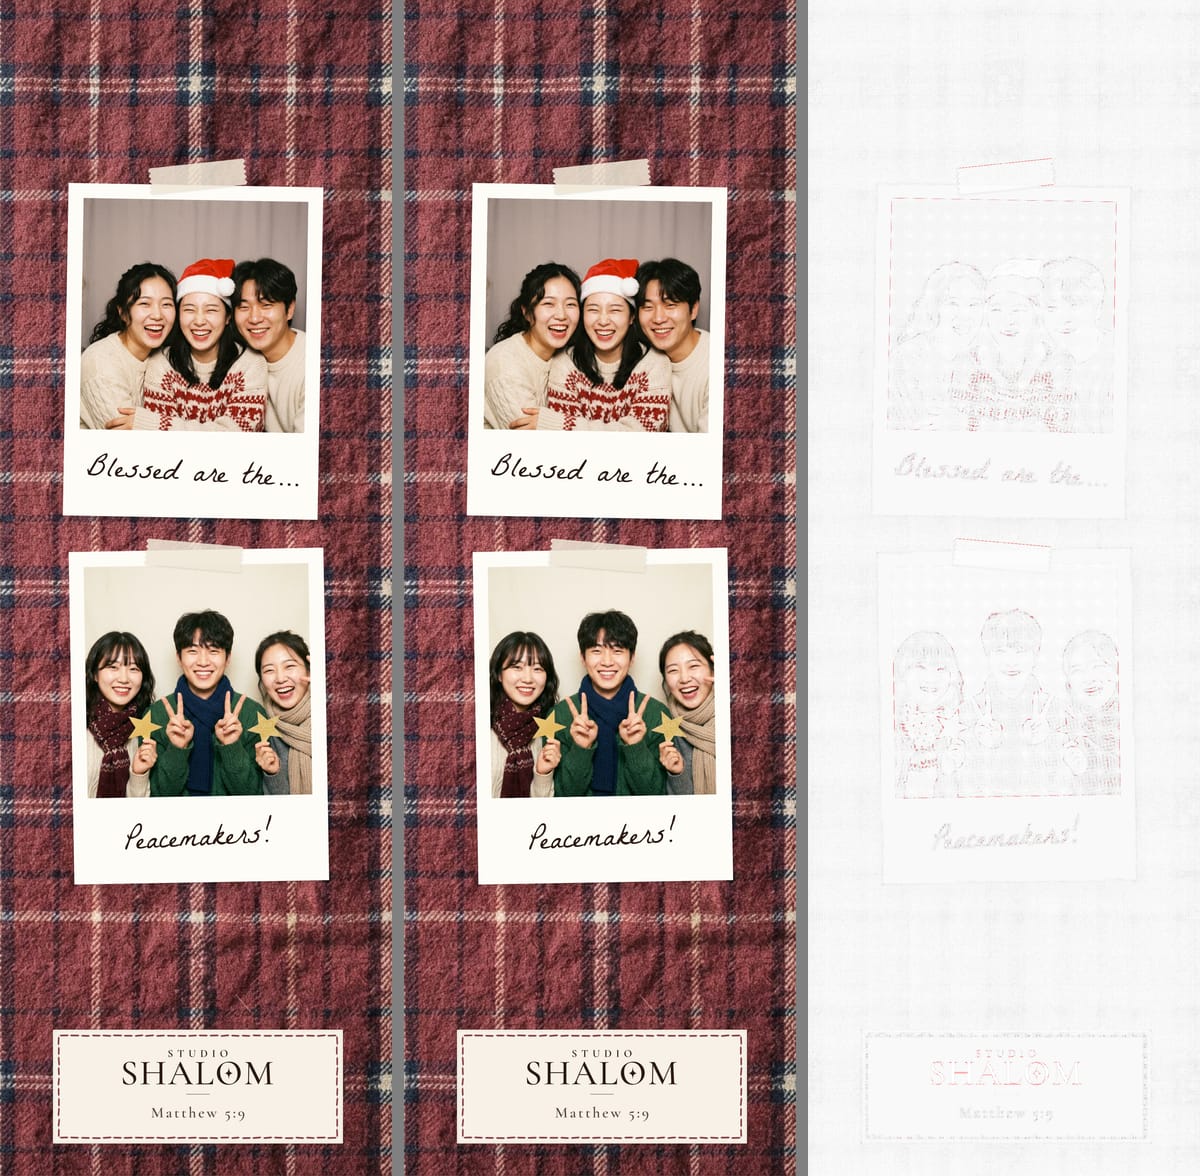 Blessed are the...
Peacemakers!
STUDIO
SHALOM
Matthew 5:9
Blessed are the...
Peacemakers!
STUDIO
SHALOM
Matthew 5:9
Blessed are the...
Peacemakers!
STUDIO
SHALOM
Matthew 5:9